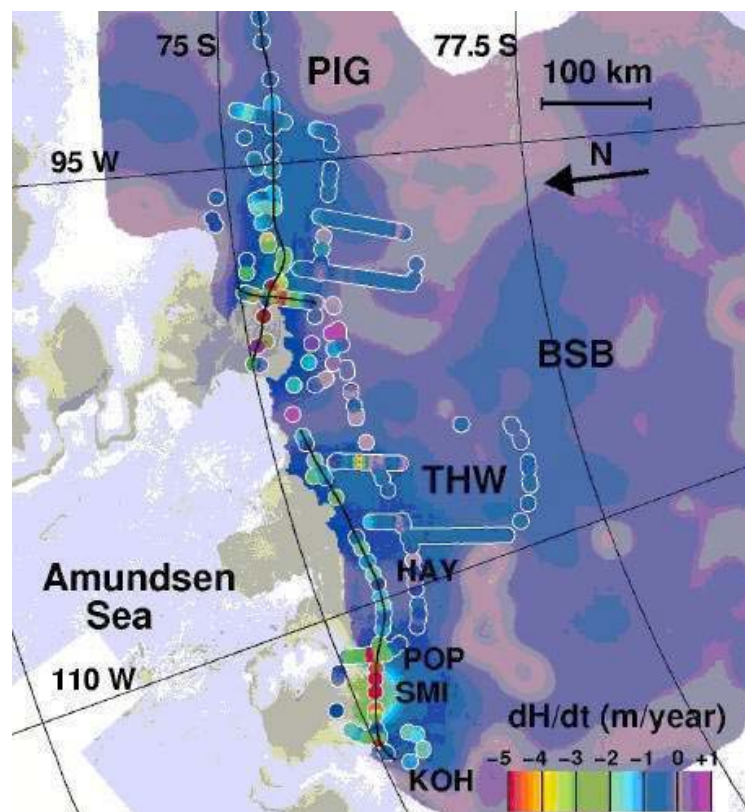 75 S
77.5 S
PIG
100 km
95 W
N
BSB
THW
HAY
Amundsen
Sea
POP
110 W
SMI
dH/dt (m/year)
-5 -4 -3 -2 -1 0 +1
KOH